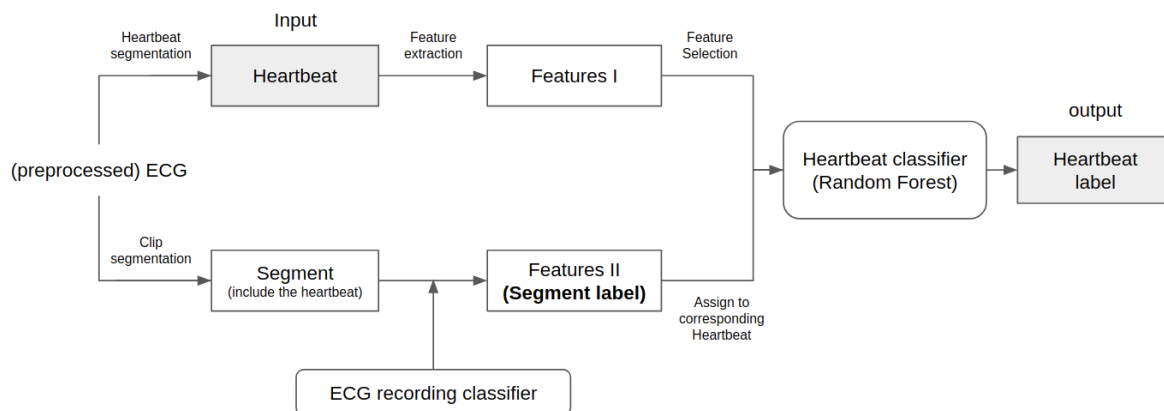 Input
Heartbeat
segmentation
Heartbeat
Feature
extraction
Features I
Feature
Selection
(preprocessed) ECG
Heartbeat classifier
(Random Forest)
output
Heartbeat
label
Clip
segmentation
Segment
(include the heartbeat)
Features II
(Segment label)
Assign to
corresponding
Heartbeat
ECG recording classifier